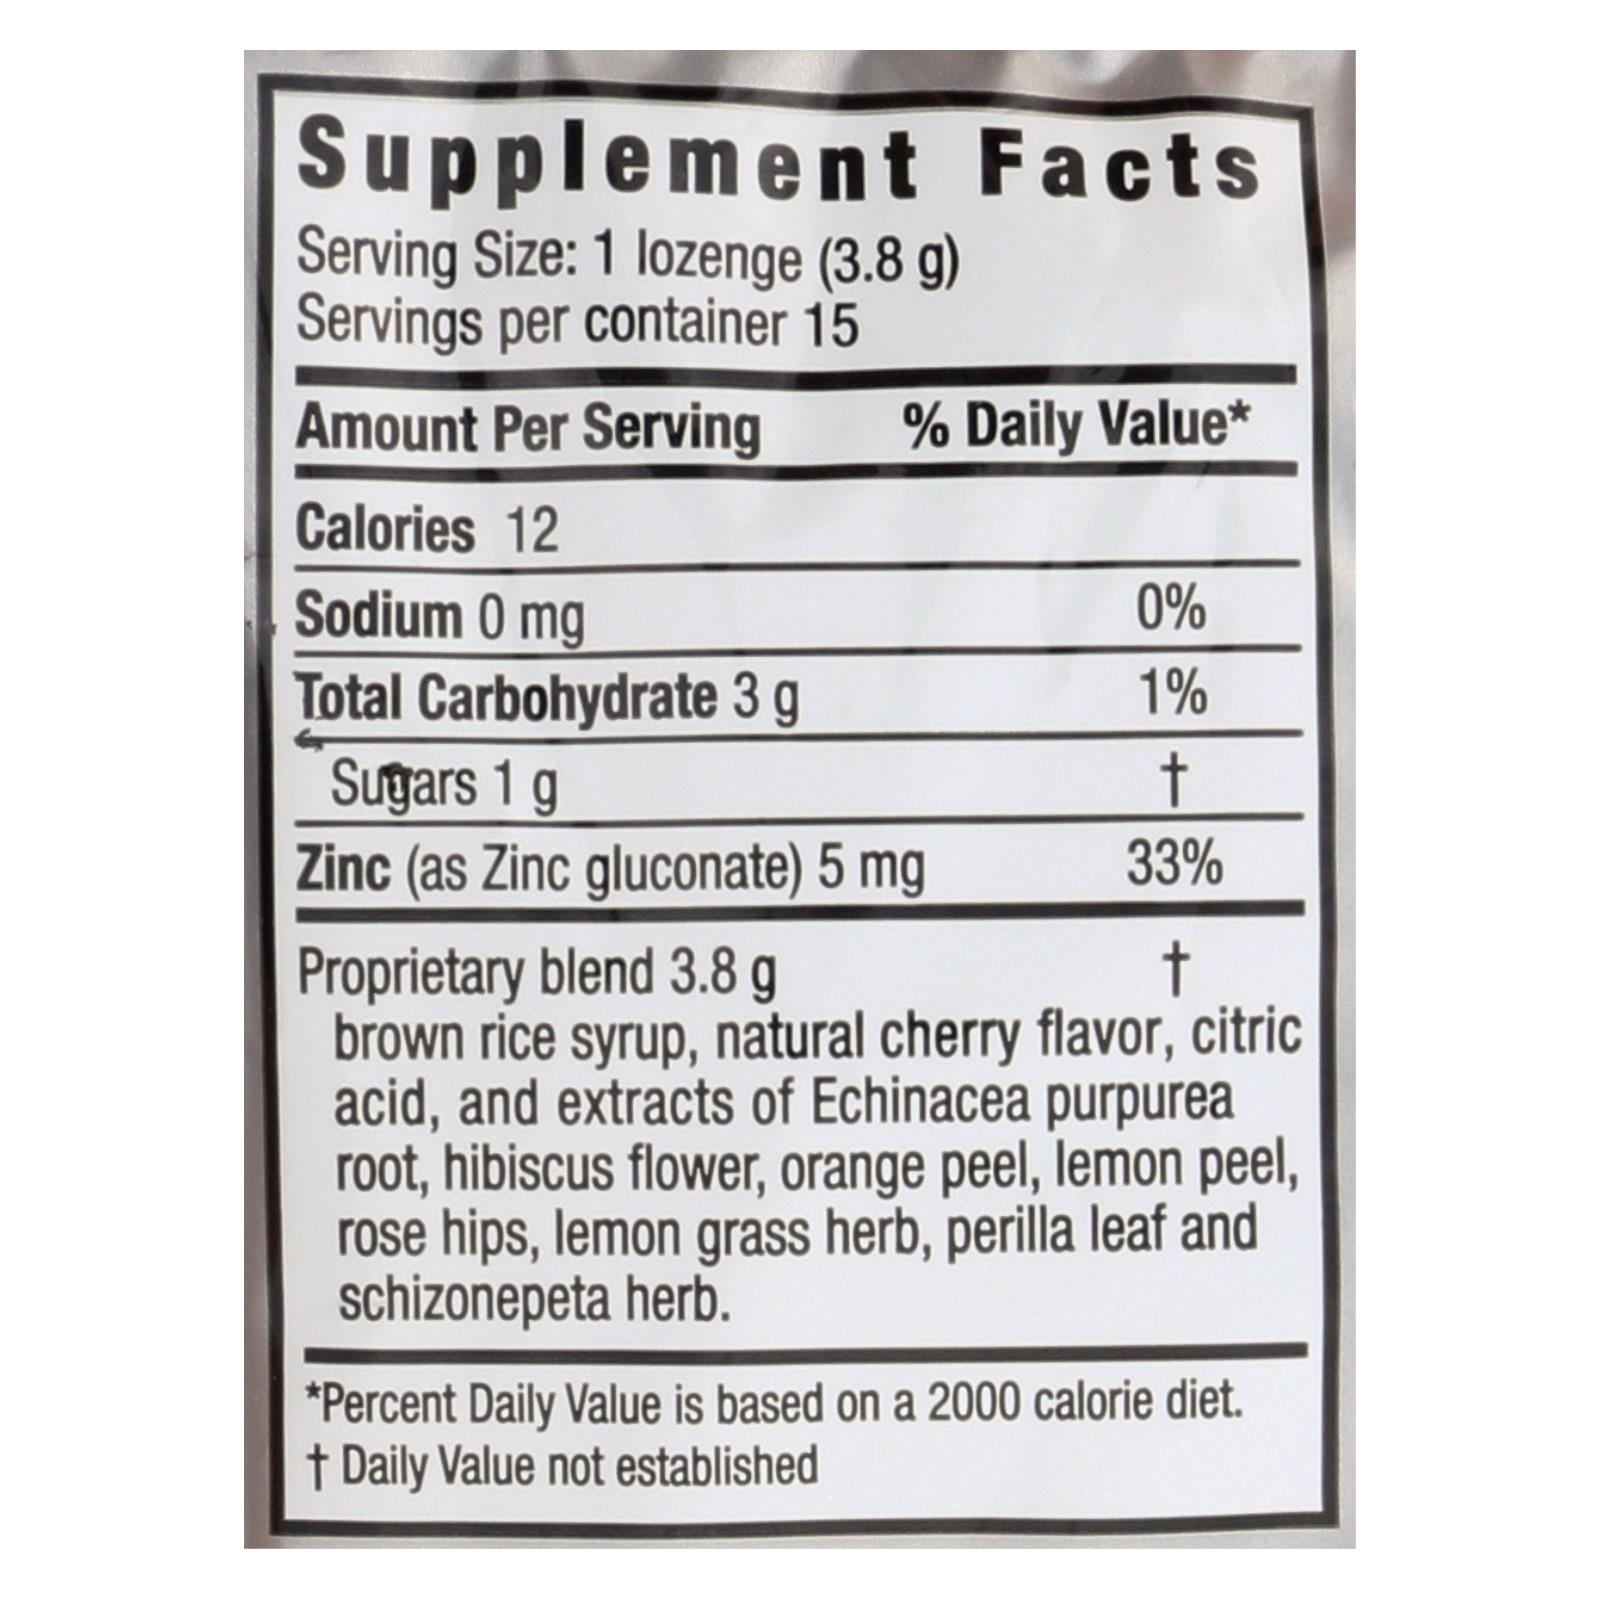 Supplement Facts
Serving Size: 1 lozenge (3.8 g)
Servings per container 15
Amount Per Serving % Daily Value*
Calories 12
Sodium 0 mg 0%
Total Carbohydrate 3 g 1%
Sugars 1 g †
Zinc (as Zinc gluconate) 5 mg 33%
Proprietary blend 3.8 g †
brown rice syrup, natural cherry flavor, citric
acid, and extracts of Echinacea purpurea
root, hibiscus flower, orange peel, lemon peel,
rose hips, lemon grass herb, perilla leaf and
schizonepeta herb.
*Percent Daily Value is based on a 2000 calorie diet.
† Daily Value not established